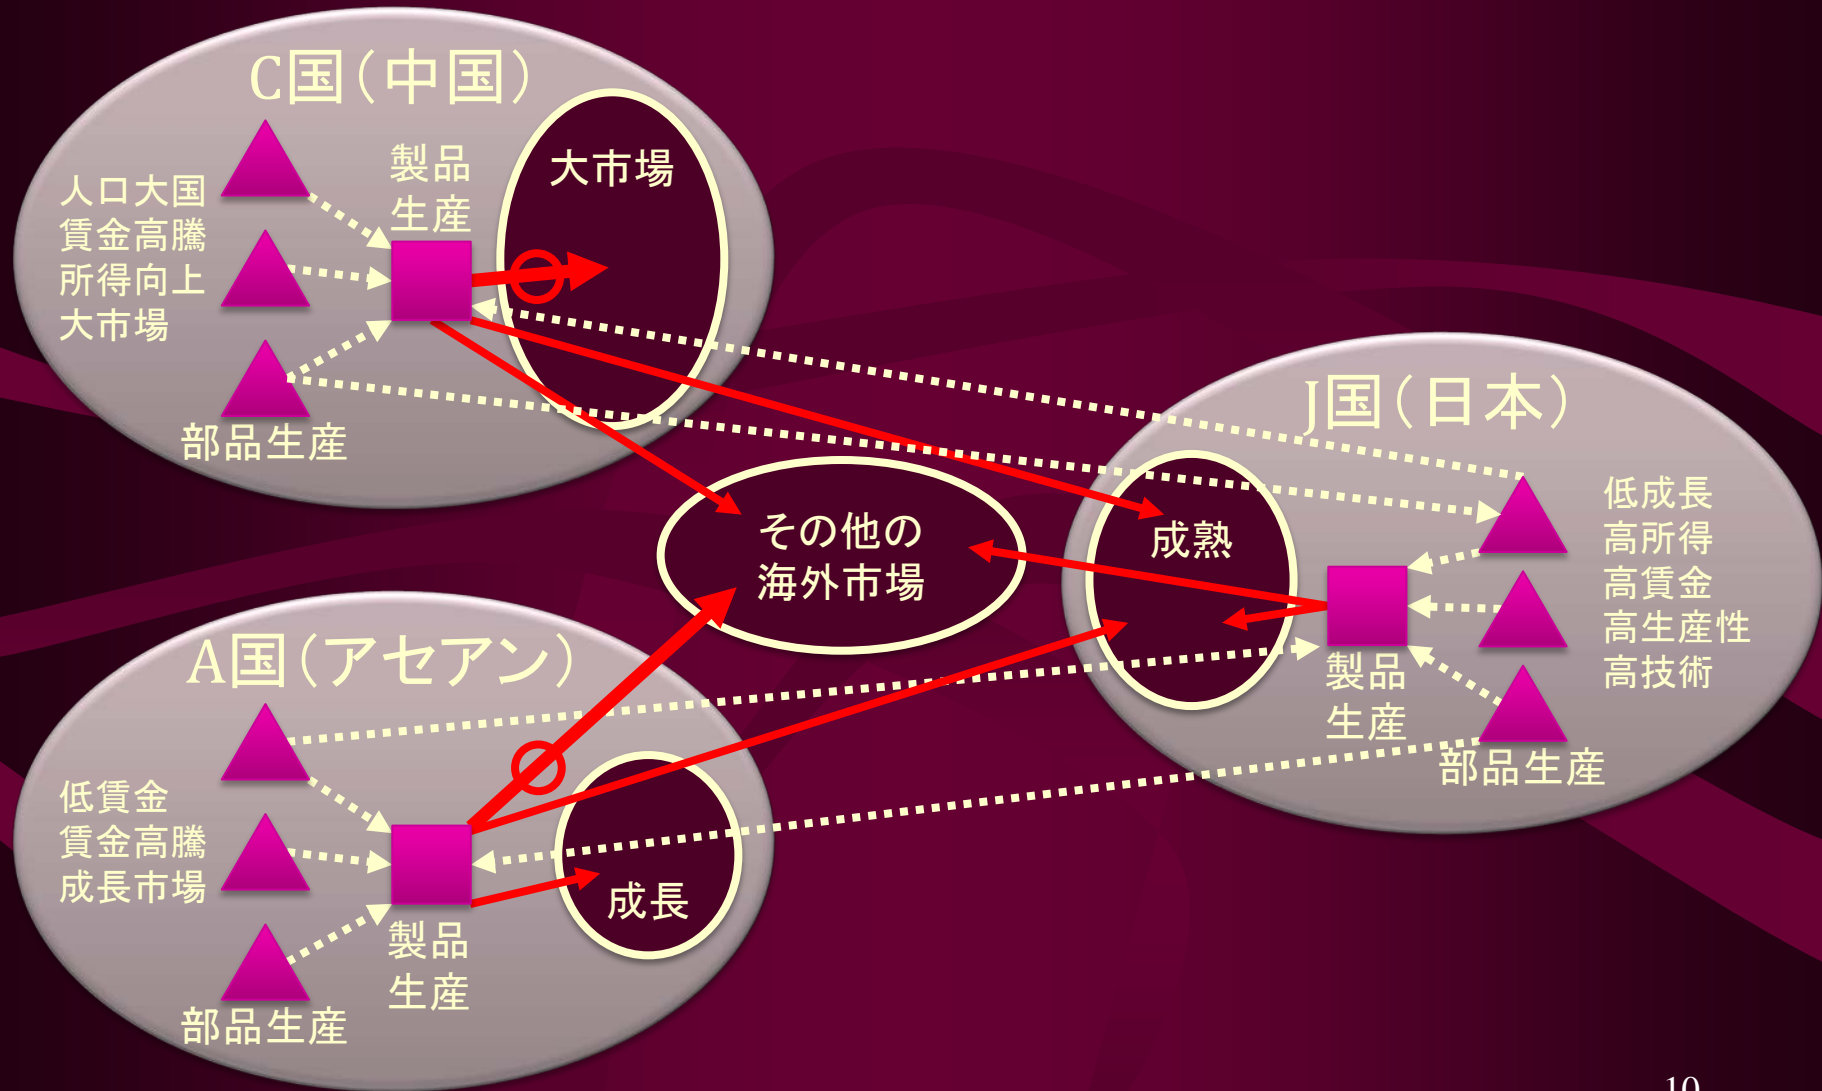 C国（中国）
製品
生産
大市場
人口大国
賃金高騰
所得向上
大市場
部品生産
J国（日本）
成熟
低成長
高所得
高賃金
高生産性
高技術
製品
生産
部品生産
その他の
海外市場
A国（アセアン）
低賃金
賃金高騰
成長市場
成長
製品
生産
部品生産
10